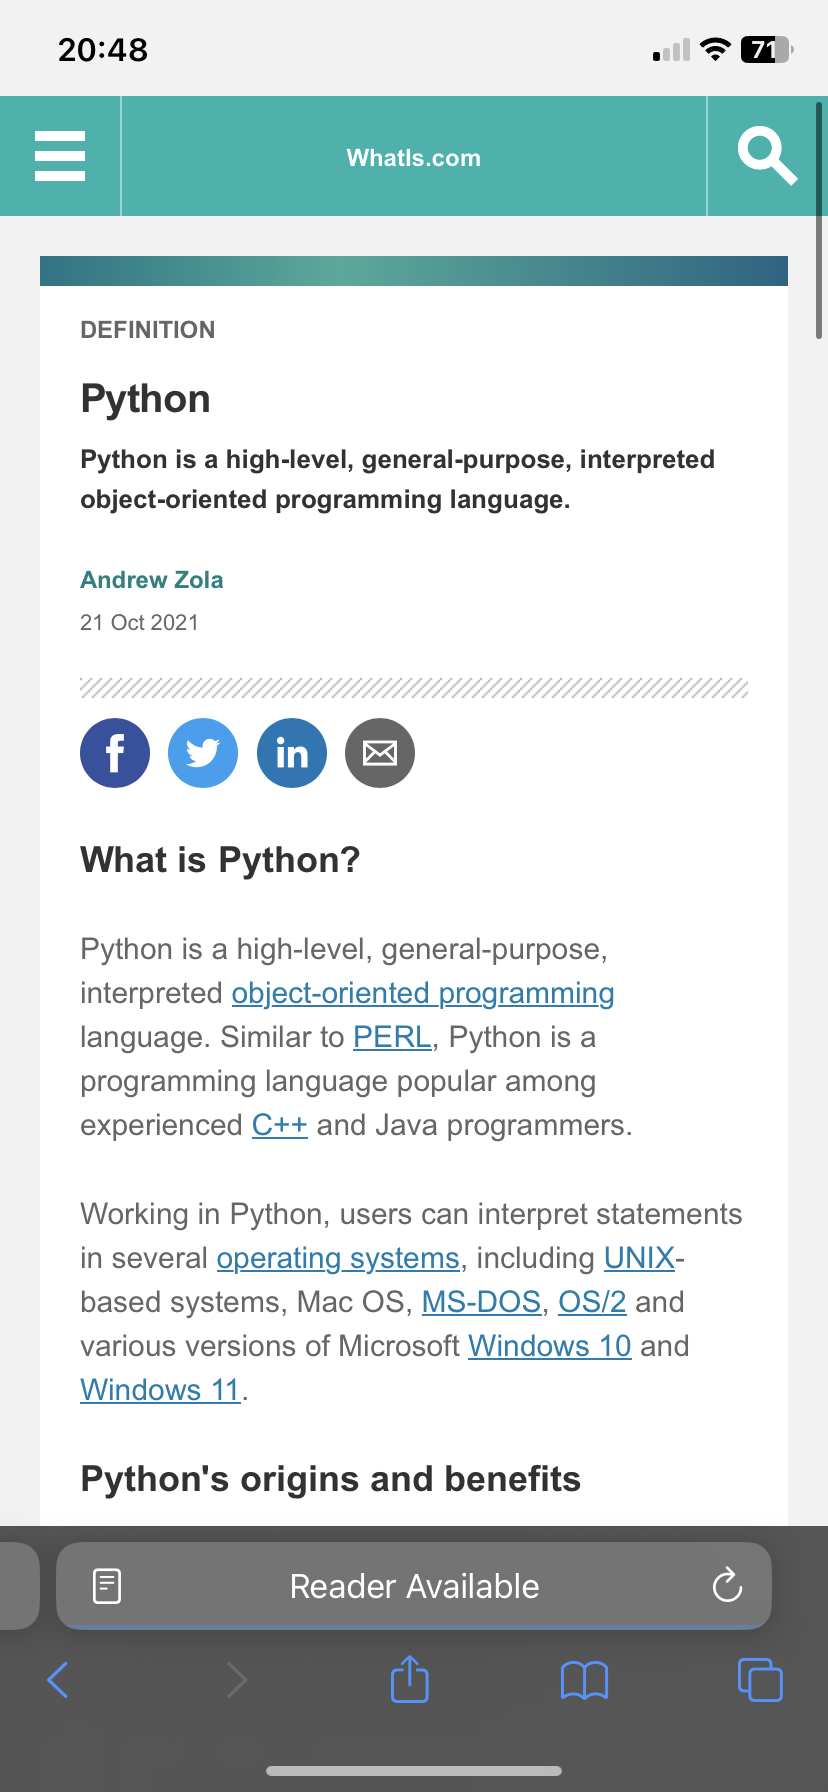 20:48
71
WhatIs.com
DEFINITION
Python
Python is a high-level, general-purpose, interpreted
object-oriented programming language.
Andrew Zola
21 Oct 2021
f
in
What is Python?
Python is a high-level, general-purpose,
interpreted object-oriented programming
language. Similar to PERL, Python is a
programming language popular among
experienced C++ and Java programmers.
Working in Python, users can interpret statements
in several operating systems, including UNIX-
based systems, Mac OS, MS-DOS, OS/2 and
various versions of Microsoft Windows 10 and
Windows 11.
Python's origins and benefits
Reader Available